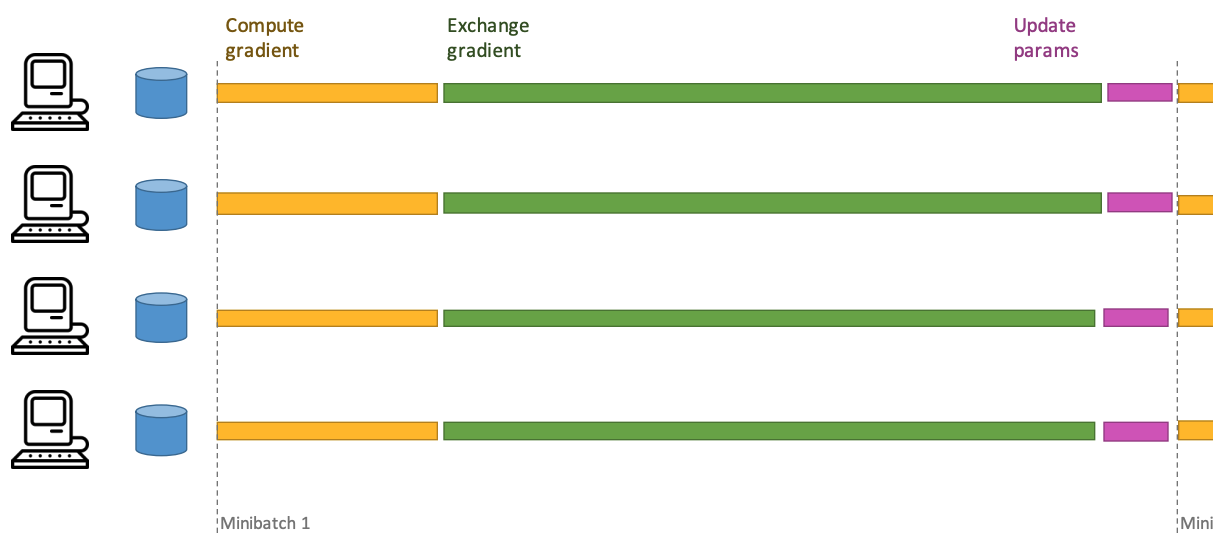 Compute
gradient
Exchange
gradient
Update
params
Minibatch 1
Mini